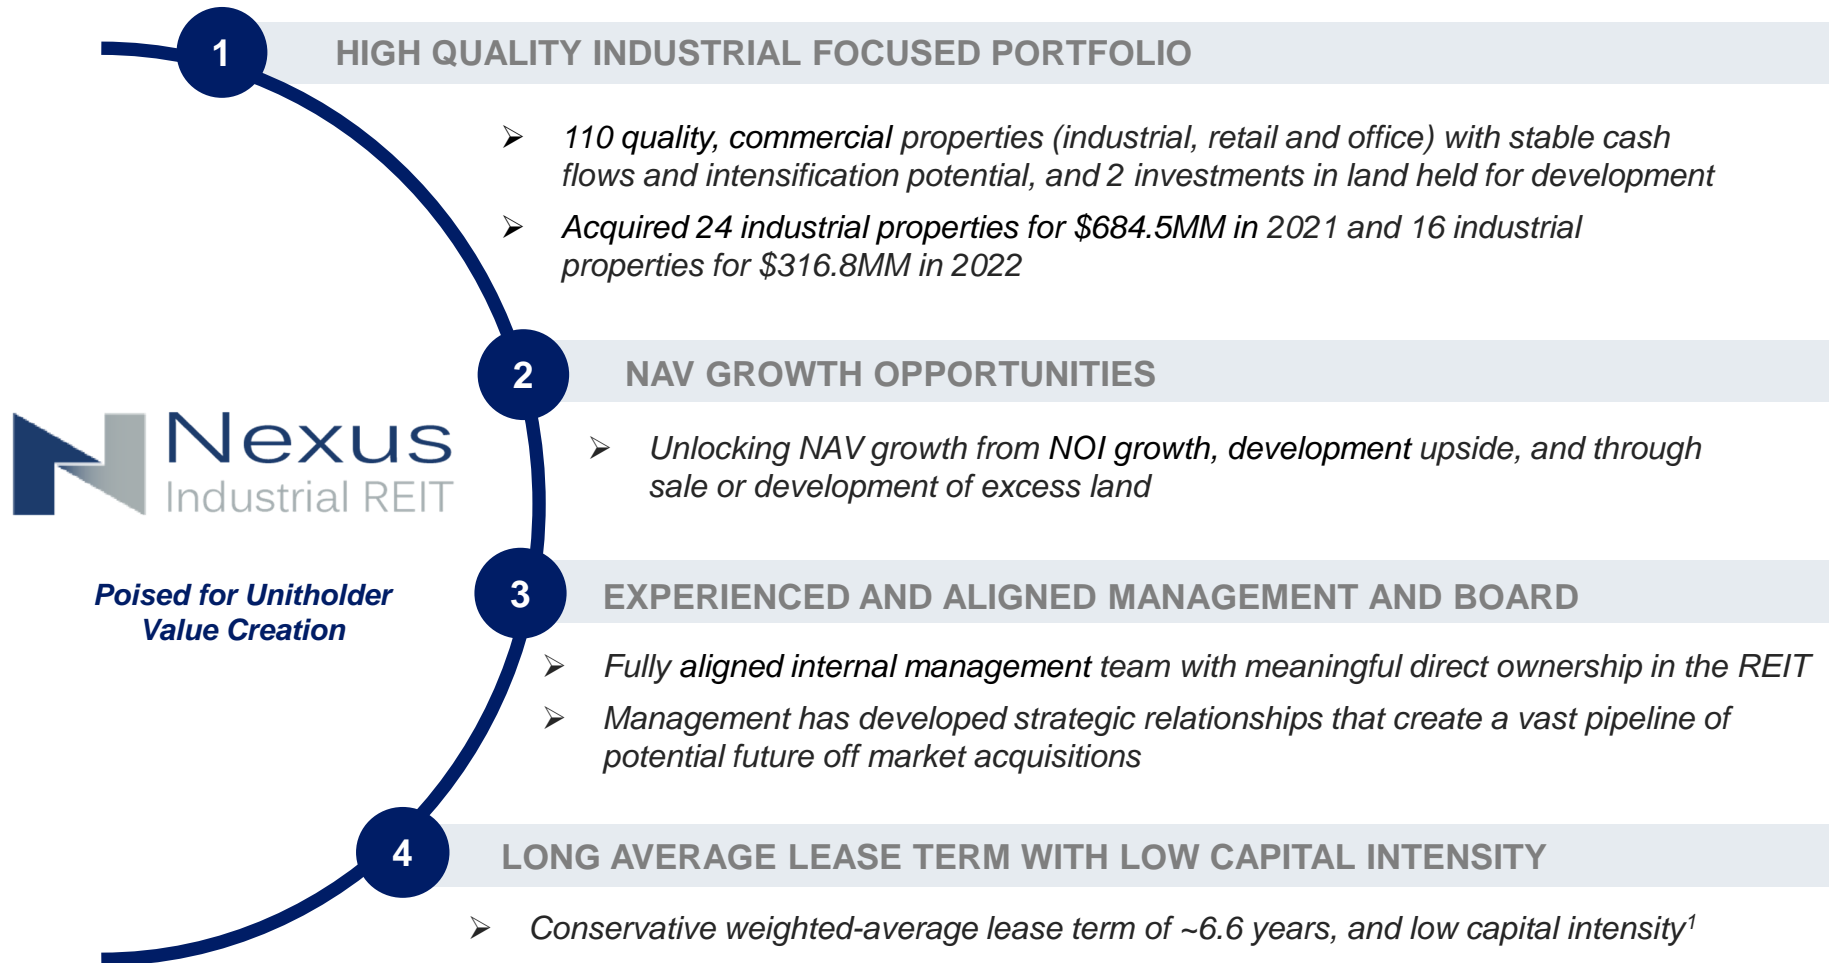 1
HIGH QUALITY INDUSTRIAL FOCUSED PORTFOLIO
➢ 110 quality, commercial properties (industrial, retail and office) with stable cash
flows and intensification potential, and 2 investments in land held for development
➢ Acquired 24 industrial properties for $684.5MM in 2021 and 16 industrial
properties for $316.8MM in 2022
2
NAV GROWTH OPPORTUNITIES
➢ Unlocking NAV growth from NOI growth, development upside, and through
sale or development of excess land
Nexus
Industrial REIT
Poised for Unitholder
Value Creation
3
EXPERIENCED AND ALIGNED MANAGEMENT AND BOARD
➢ Fully aligned internal management team with meaningful direct ownership in the REIT
➢ Management has developed strategic relationships that create a vast pipeline of
potential future off market acquisitions
4
LONG AVERAGE LEASE TERM WITH LOW CAPITAL INTENSITY
➢ Conservative weighted-average lease term of ~6.6 years, and low capital intensity¹